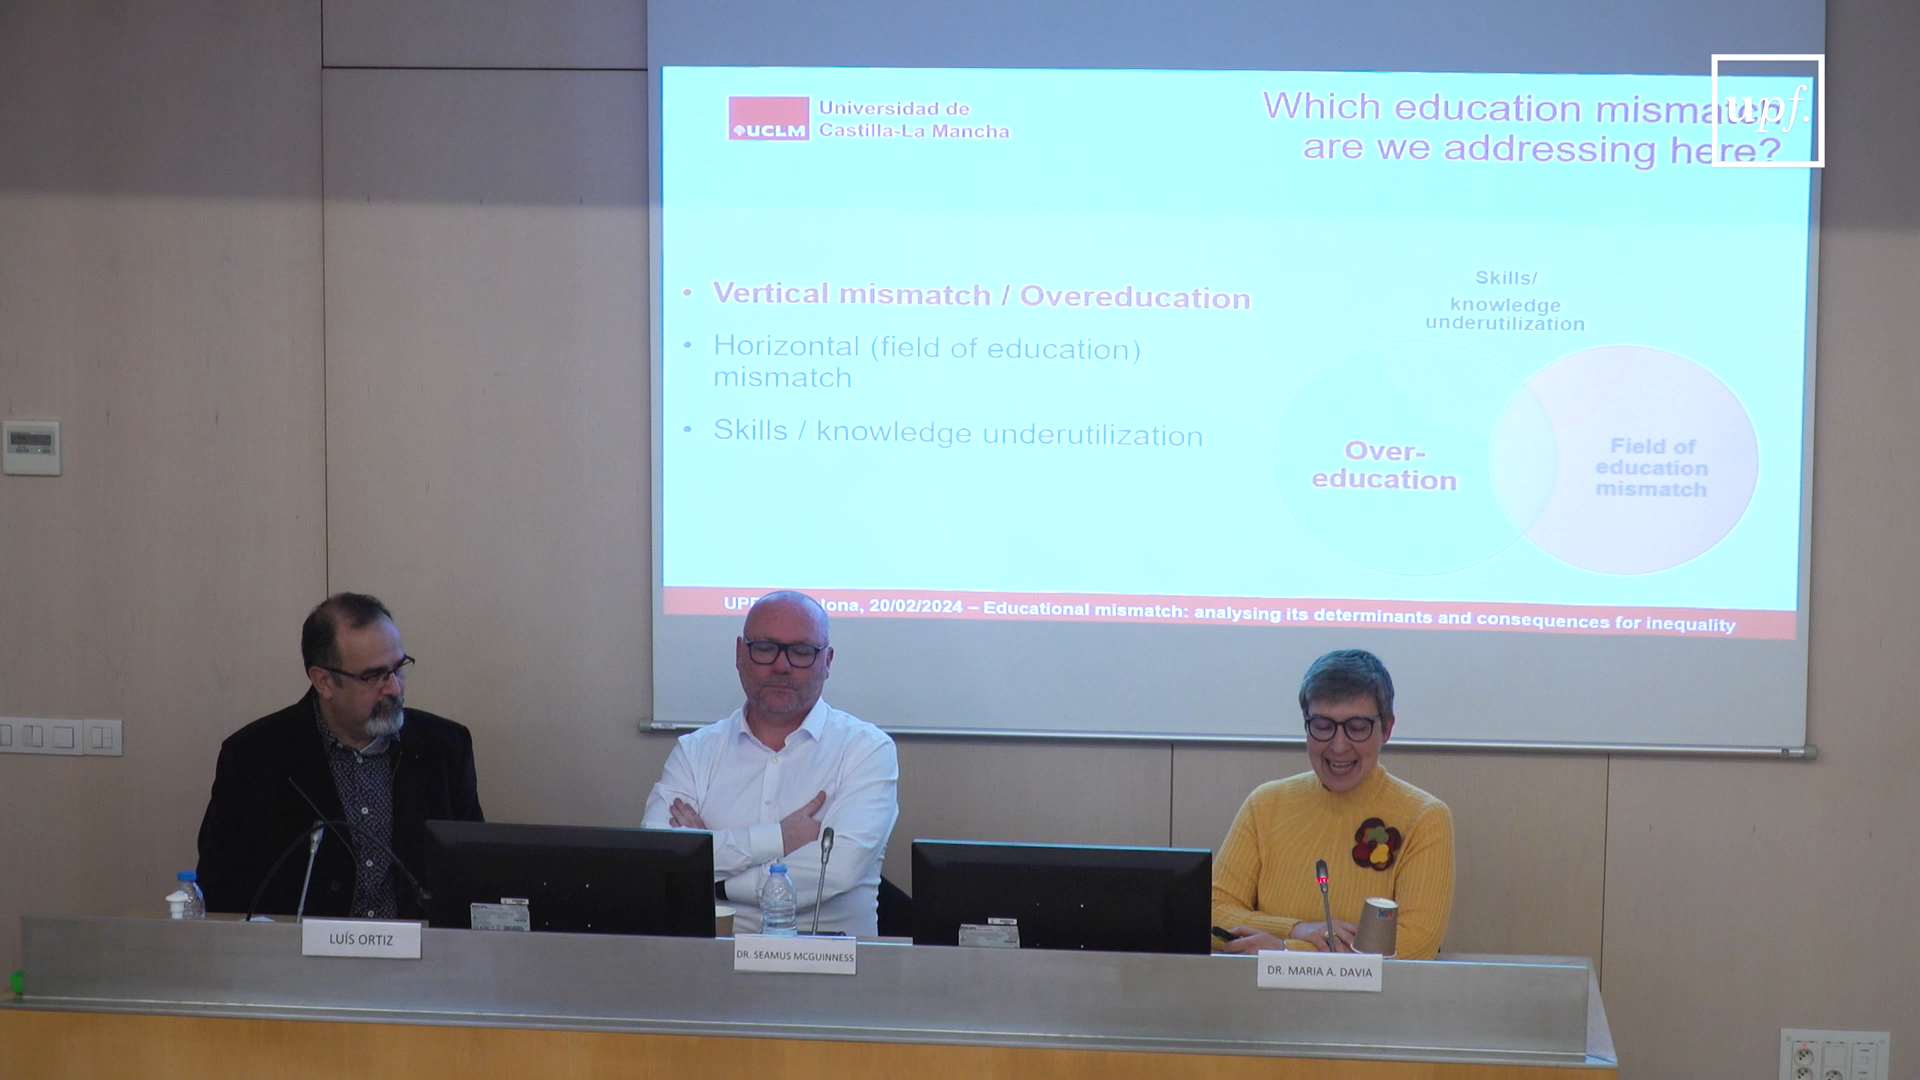 UCLM
Universidad de
Castilla-La Mancha
Which education mismatch
are we addressing here?
upf.
• Vertical mismatch / Overeducation
• Horizontal (field of education)
mismatch
• Skills / knowledge underutilization
Skills/
knowledge
underutilization
Over-
education
Field of
education
mismatch
20/02/2024 – Educational mismatch: analysing its determinants and consequences for inequality
LUÍS ORTIZ
DR. SEAMUS MCGUINNESS
DR. MARIA A. DAVIA